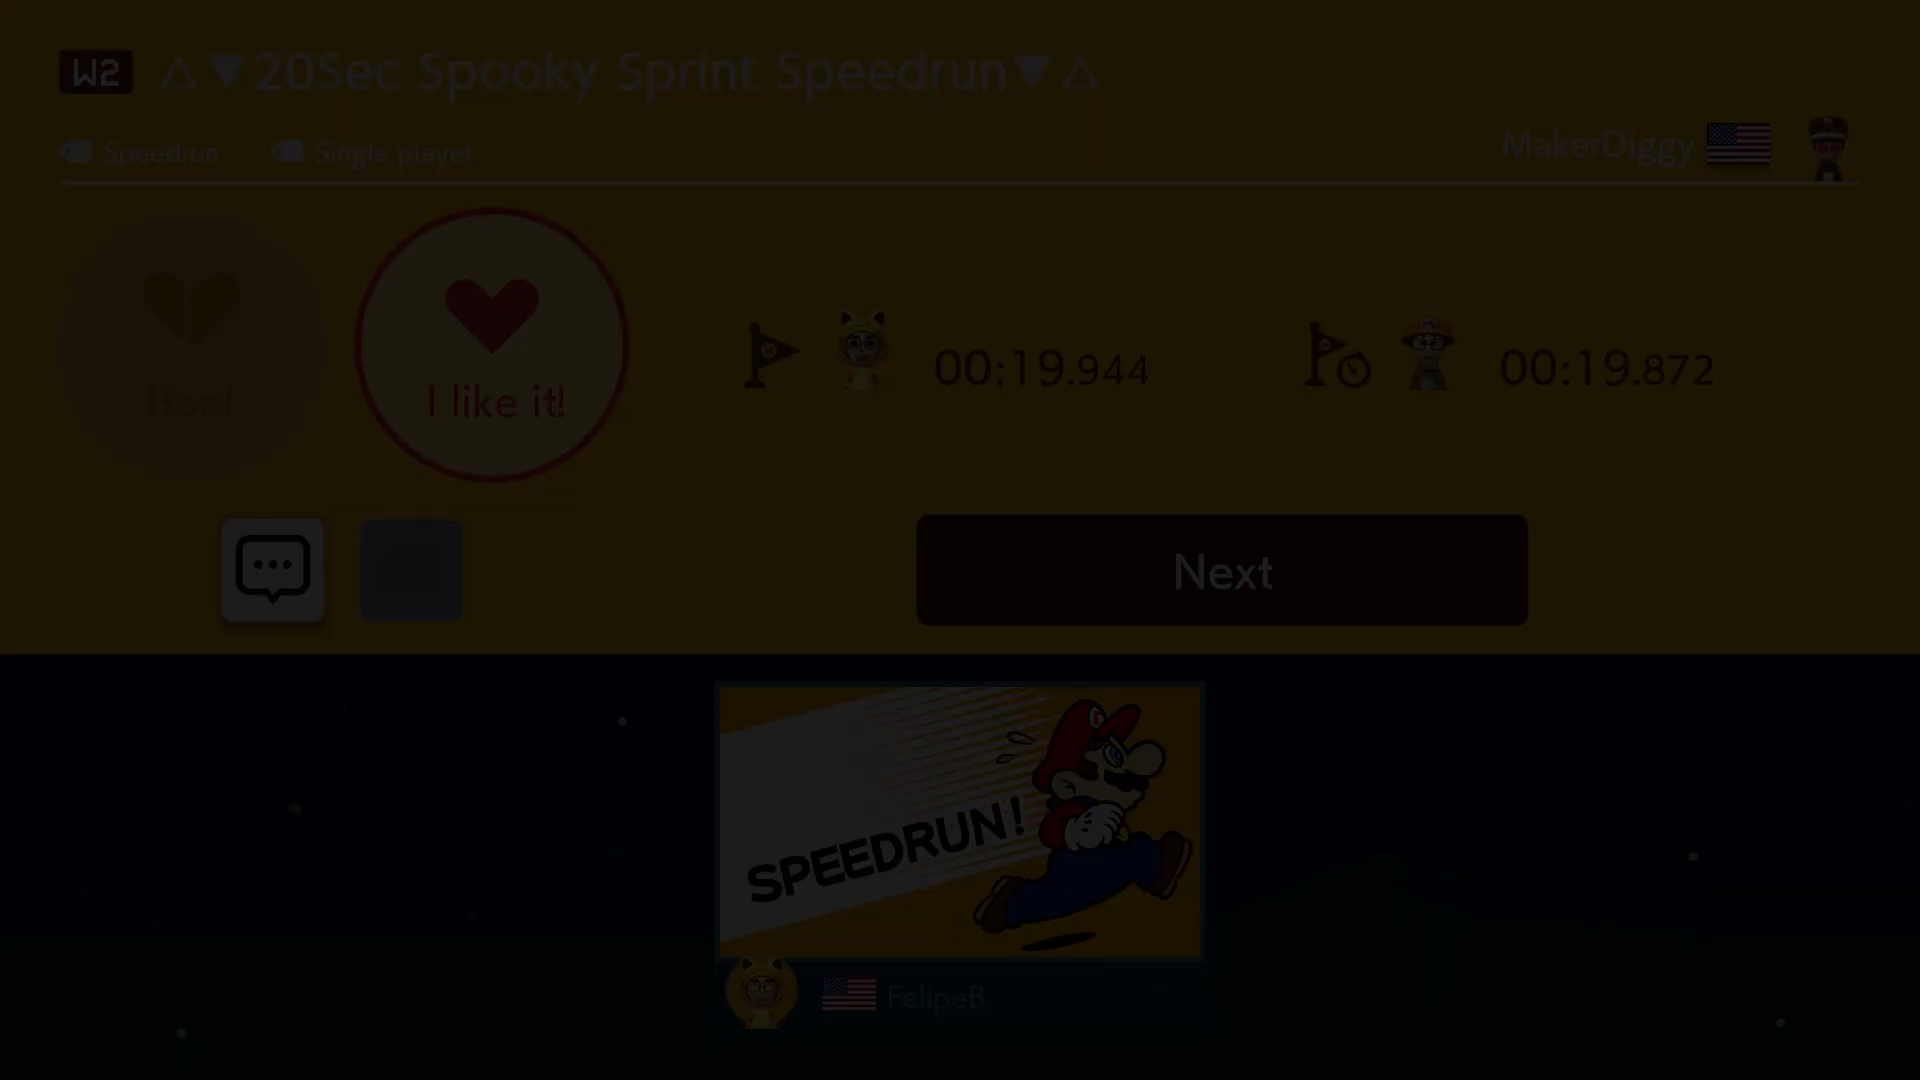 W2 △▼20Sec Spooky Sprint Speedrun▼△
Speedrun Single player
MakerDiggy
Boo!
I like it!
00:19.944
00:19.872
Next
SPEEDRUN!
FelipeB